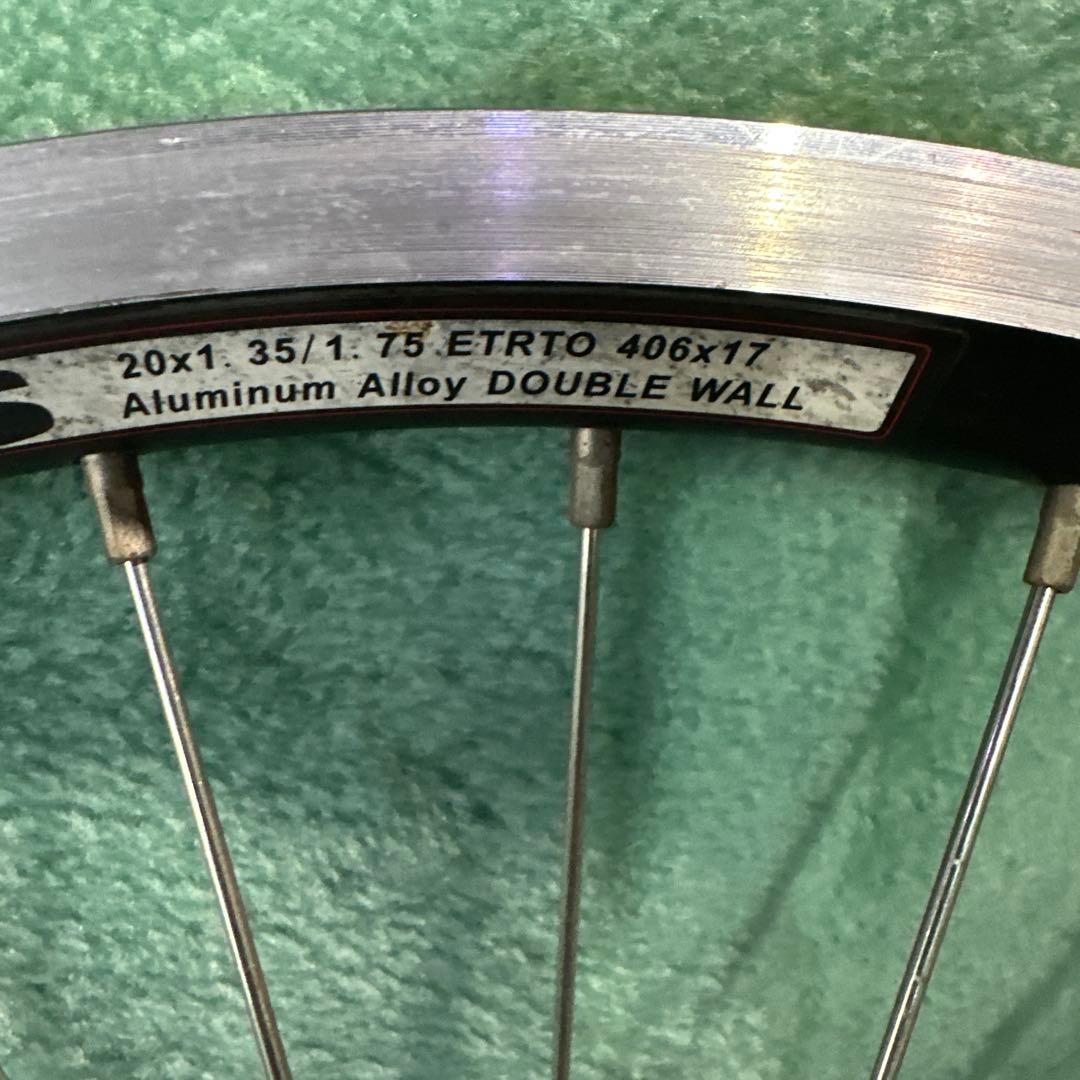 20x1.35/1.75 ETRTO 406x17
Aluminum Alloy DOUBLE WALL